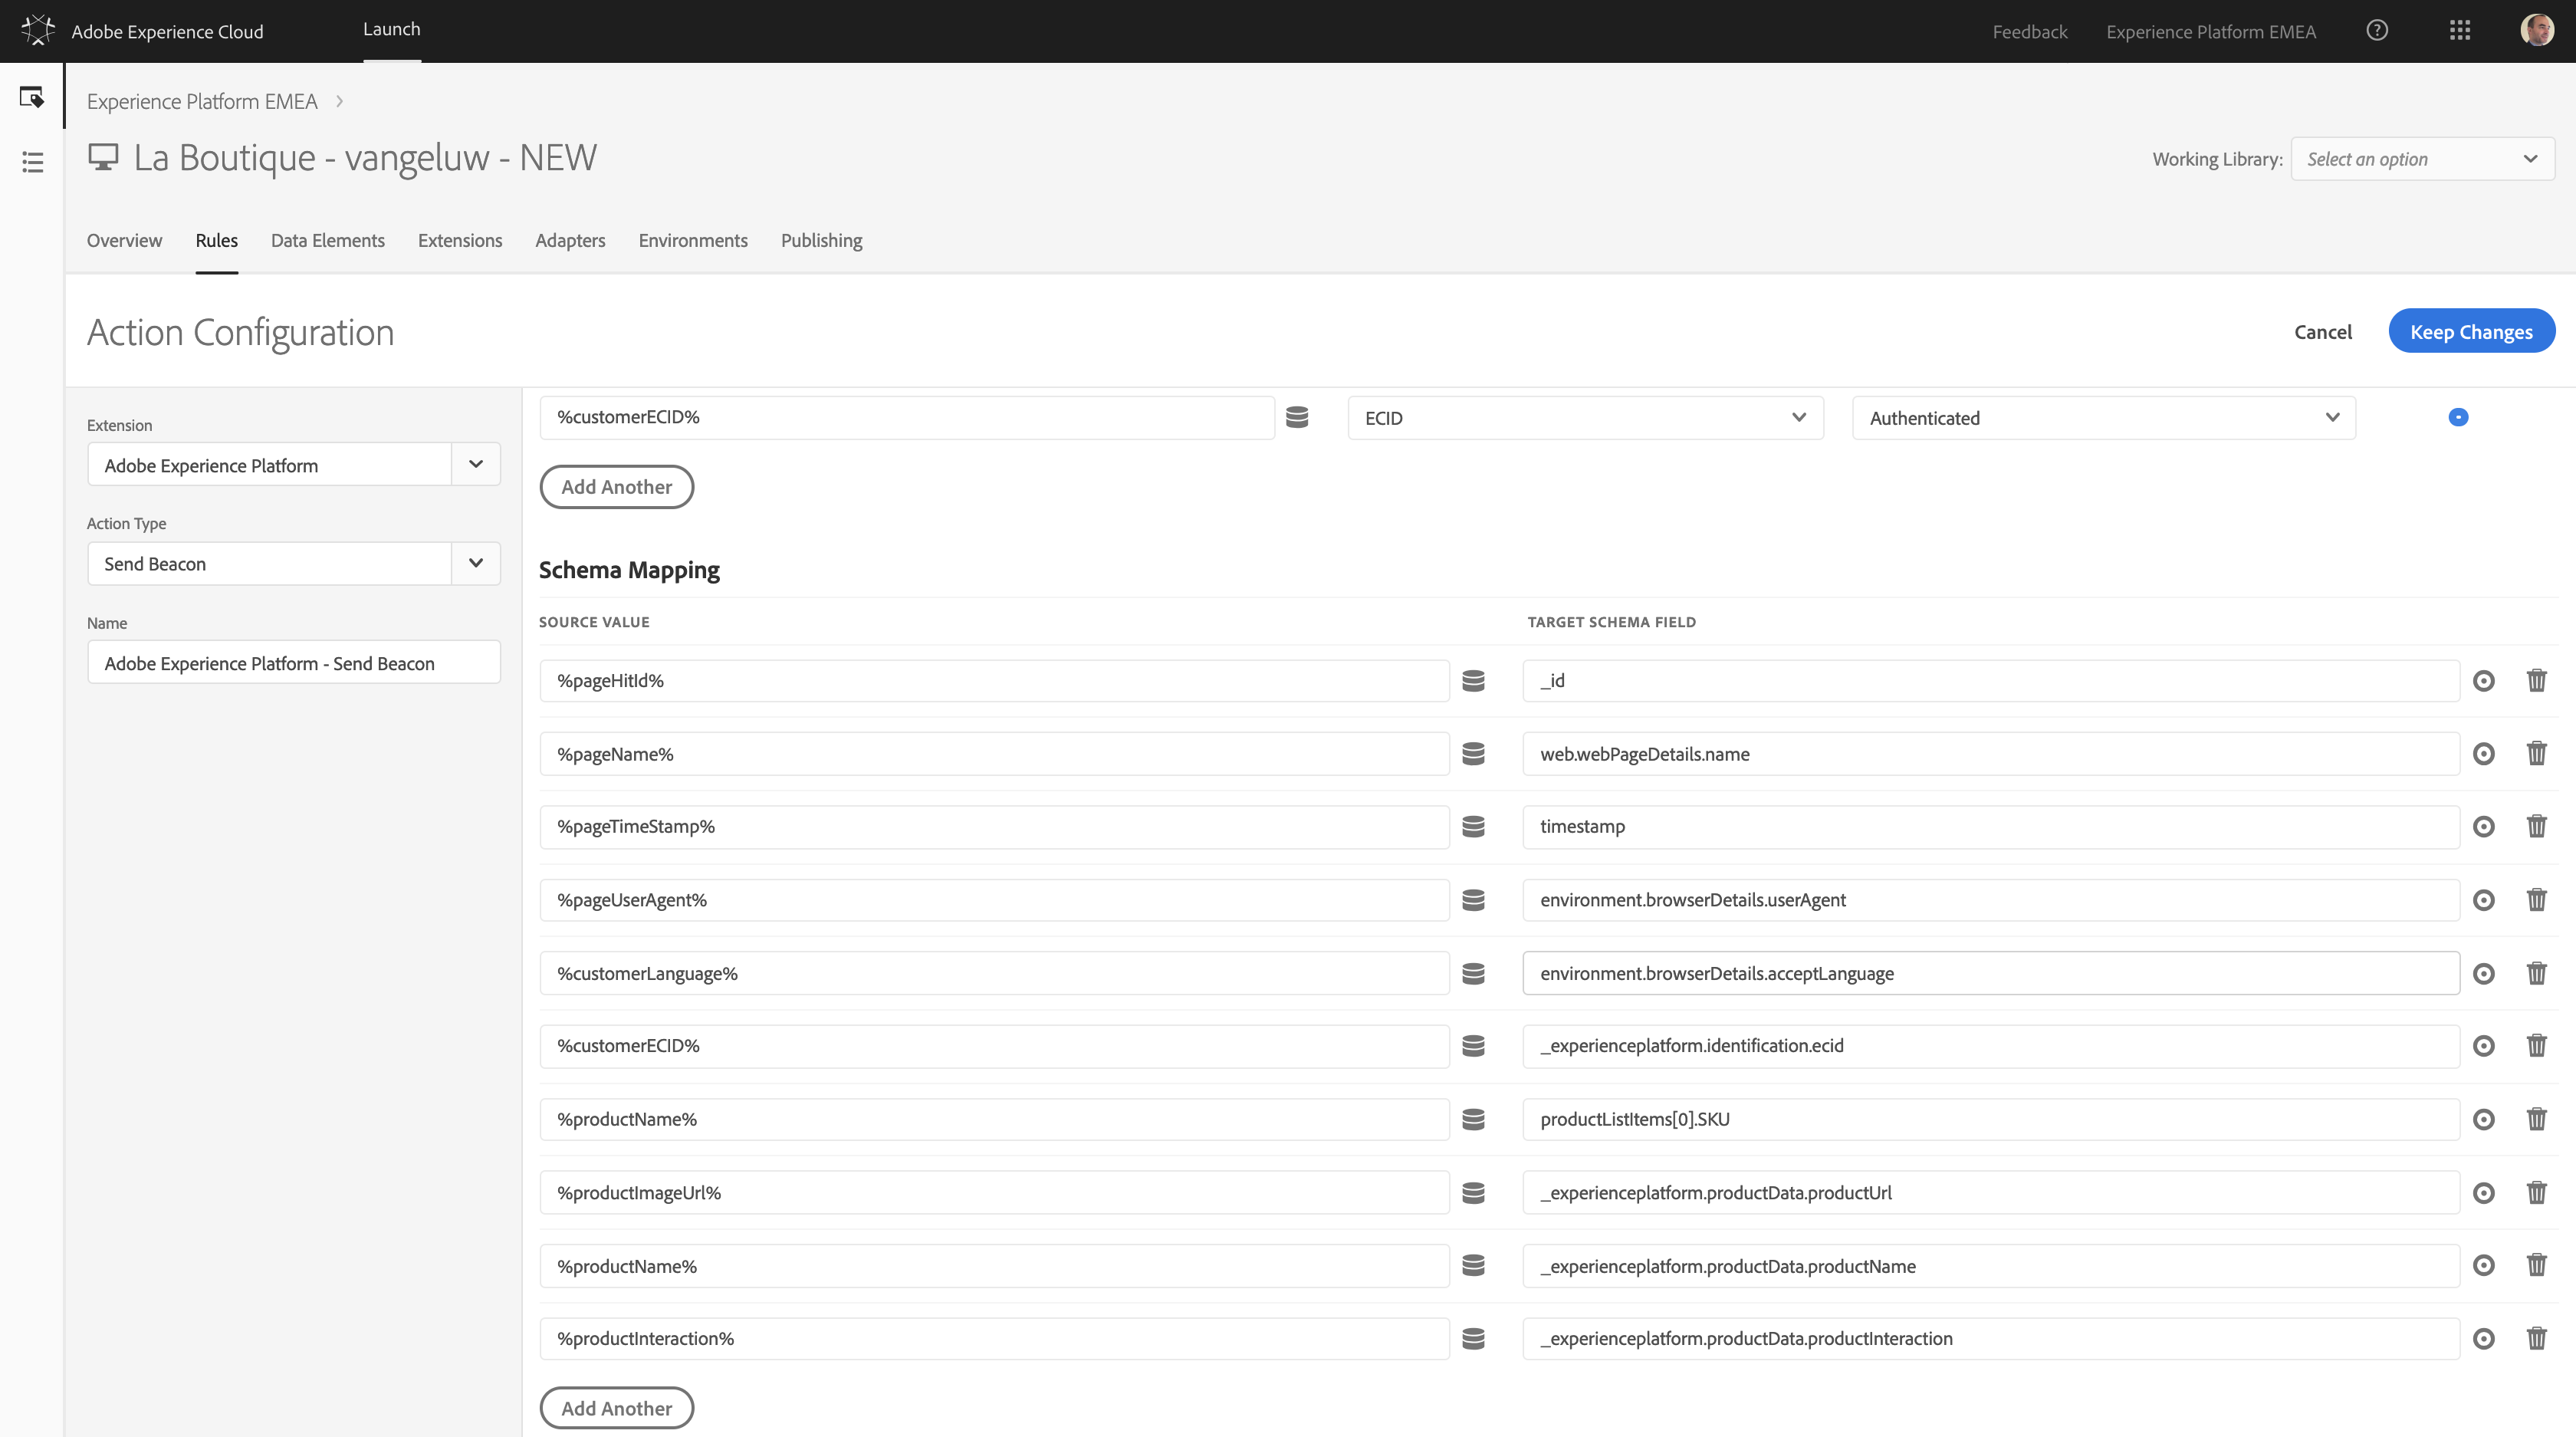 Adobe Experience Cloud
Launch
Feedback
Experience Platform EMEA
Experience Platform EMEA
La Boutique - vangeluw - NEW
Working Library:
Select an option
Overview
Rules
Data Elements
Extensions
Adapters
Environments
Publishing
Action Configuration
Cancel
Keep Changes
Extension
Adobe Experience Platform
Action Type
Send Beacon
Name
Adobe Experience Platform - Send Beacon
%customerECID%
ECID
Authenticated
Add Another
Schema Mapping
SOURCE VALUE
TARGET SCHEMA FIELD
%pageHitId%
_id
%pageName%
web.webPageDetails.name
%pageTimeStamp%
timestamp
%pageUserAgent%
environment.browserDetails.userAgent
%customerLanguage%
environment.browserDetails.acceptLanguage
%customerECID%
_experienceplatform.identification.ecid
%productName%
productListItems[0].SKU
%productImageUrl%
_experienceplatform.productData.productUrl
%productName%
_experienceplatform.productData.productName
%productInteraction%
_experienceplatform.productData.productInteraction
Add Another